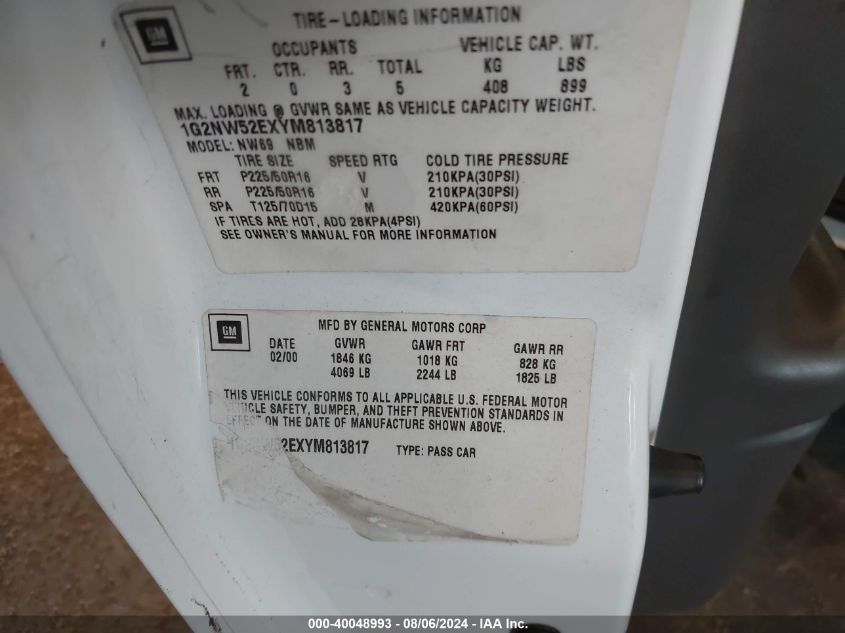 GM
TIRE-LOADING INFORMATION
OCCUPANTS VEHICLE CAP. WT.
FRT. CTR. RR. TOTAL KG LBS
2 0 3 5 408 899
MAX. LOADING @ GVWR SAME AS VEHICLE CAPACITY WEIGHT.
1G2NW52EXYM813817
MODEL: NW69 NBM
TIRE SIZE SPEED RTG COLD TIRE PRESSURE
FRT P225/50R16 V 210KPA(30PSI)
RR P225/50R16 V 210KPA(30PSI)
SPA T125/70D15 M 420KPA(60PSI)
IF TIRES ARE HOT, ADD 28KPA(4PSI)
SEE OWNER'S MANUAL FOR MORE INFORMATION
GM
MFD BY GENERAL MOTORS CORP
DATE GVWR GAWR FRT GAWR RR
02/00 1846 KG 1018 KG 828 KG
4069 LB 2244 LB 1825 LB
THIS VEHICLE CONFORMS TO ALL APPLICABLE U.S. FEDERAL MOTOR
VEHICLE SAFETY, BUMPER, AND THEFT PREVENTION STANDARDS IN
EFFECT ON THE DATE OF MANUFACTURE SHOWN ABOVE.
1G2NW52EXYM813817 TYPE: PASS CAR
000-40048993 - 08/06/2024 - IAA Inc.